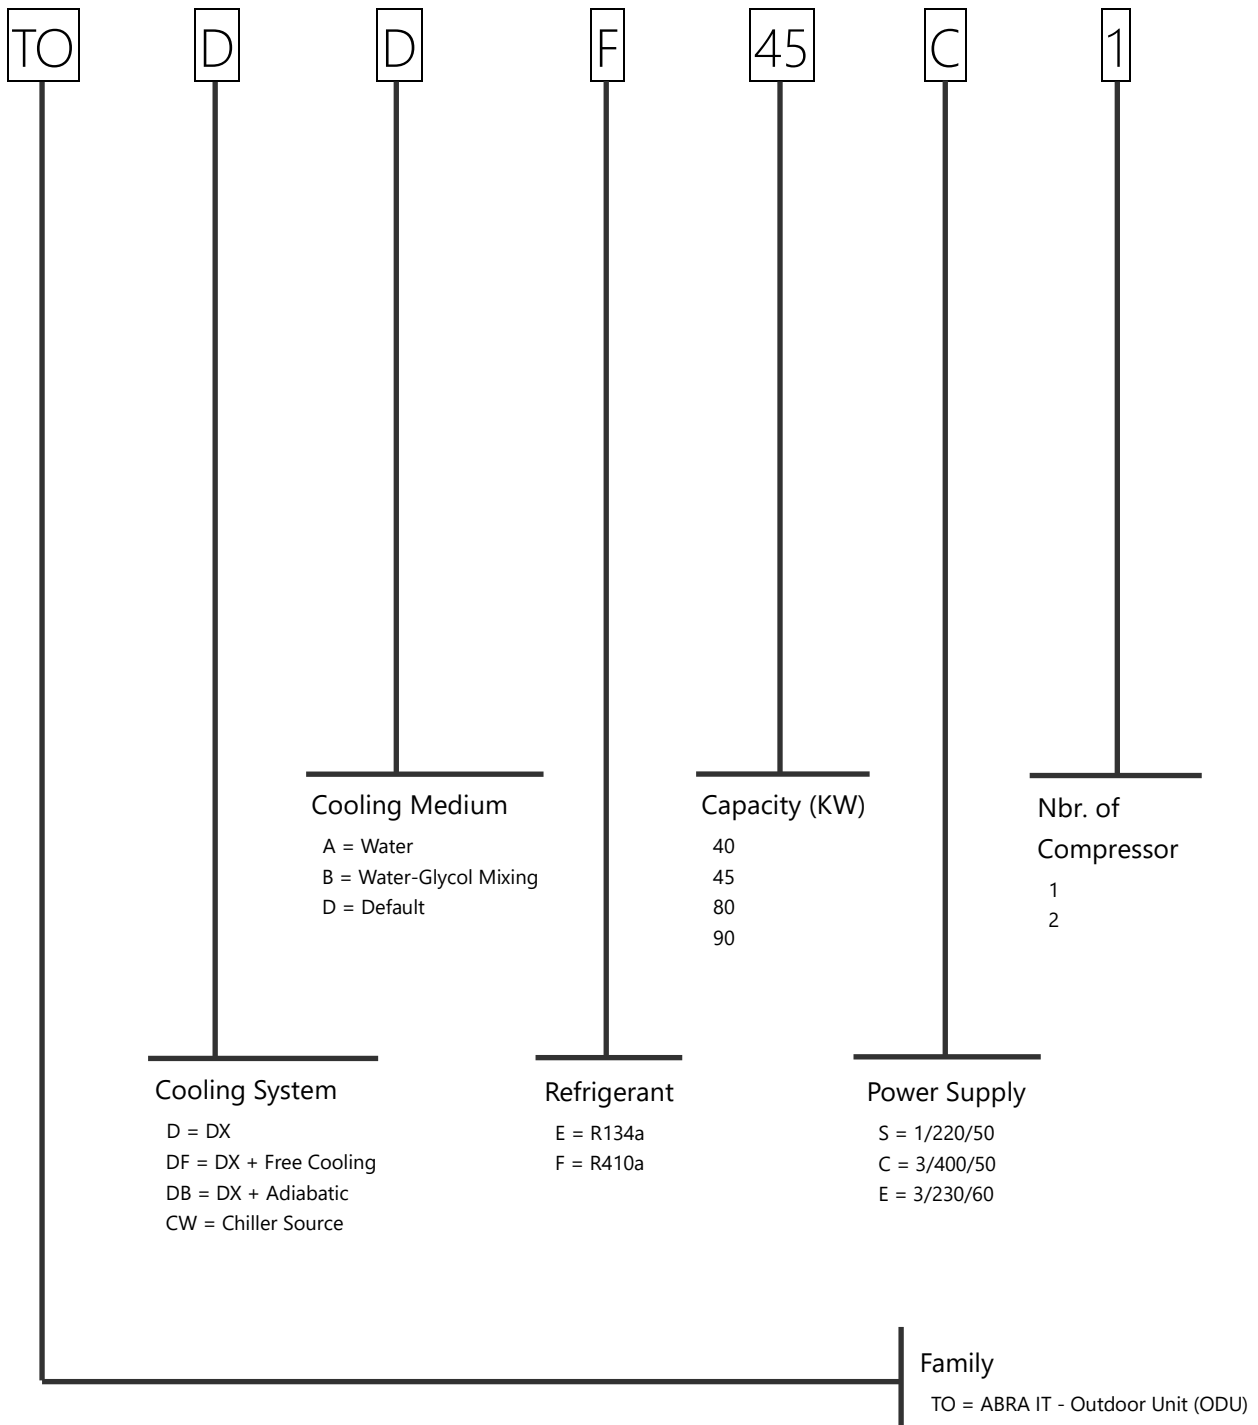 TO D D F 45 C 1
Cooling Medium
A = Water
B = Water-Glycol Mixing
D = Default
Capacity (KW)
40
45
80
90
Nbr. of
Compressor
1
2
Cooling System
D = DX
DF = DX + Free Cooling
DB = DX + Adiabatic
CW = Chiller Source
Refrigerant
E = R134a
F = R410a
Power Supply
S = 1/220/50
C = 3/400/50
E = 3/230/60
Family
TO = ABRA IT - Outdoor Unit (ODU)